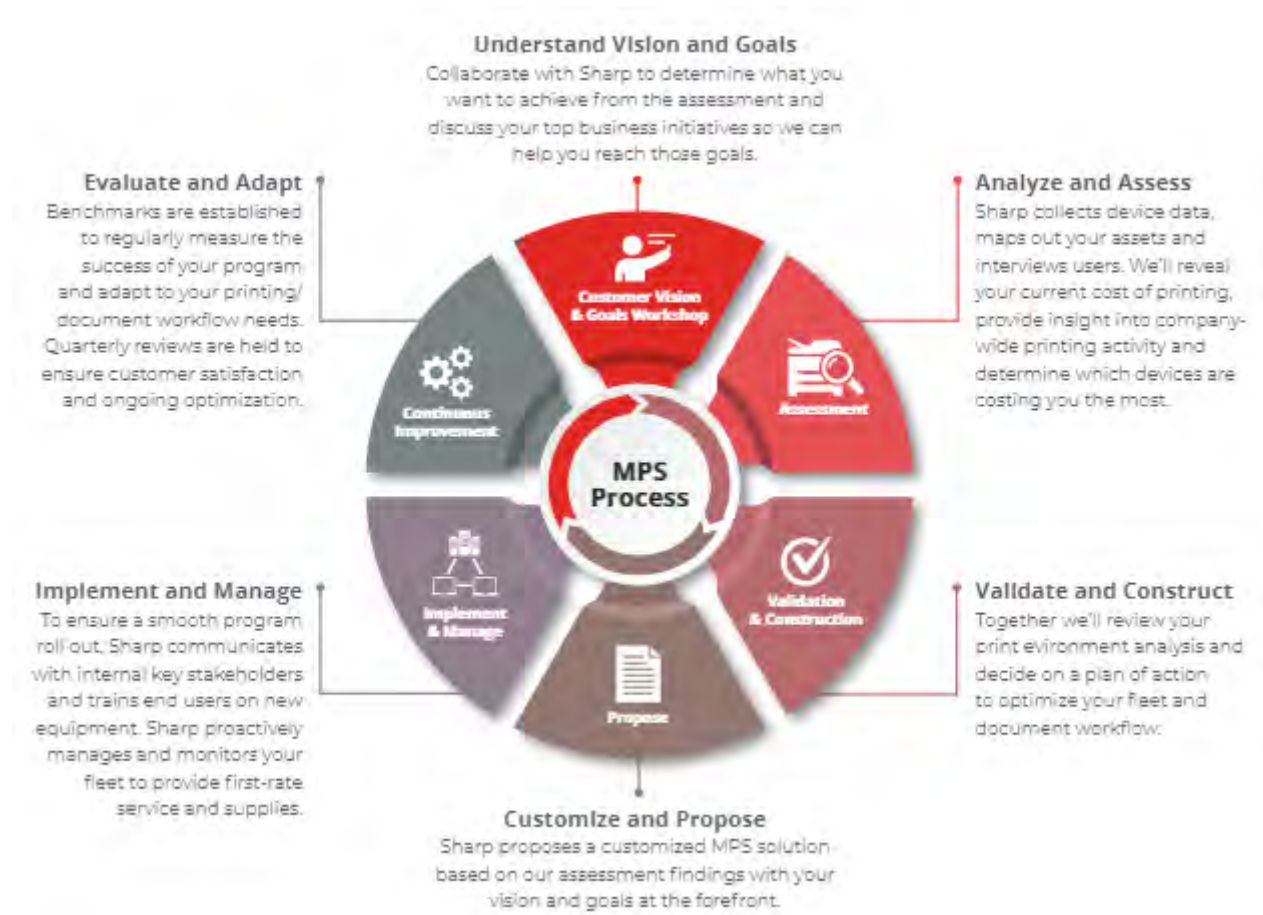 Understand Vision and Goals
Collaborate with Sharp to determine what you
want to achieve from the assessment and
discuss your top business initiatives so we can
help you reach those goals.
Analyze and Assess
Sharp collects device data,
maps out your assets and
interviews users. We'll reveal
your current cost of printing,
provide insight into company-
wide printing activity and
determine which devices are
costing you the most.
Validate and Construct
Together we'll review your
print evironment analysis and
decide on a plan of action
to optimize your fleet and
document workflow.
Customize and Propose
Sharp proposes a customized MPS solution
based on our assessment findings with your
vision and goals at the forefront.
Implement and Manage
To ensure a smooth program
roll out, Sharp communicates
with internal key stakeholders
and trains end users on new
equipment. Sharp proactively
manages and monitors your
fleet to provide first-rate
service and supplies.
Evaluate and Adapt
Benchmarks are established
to regularly measure the
success of your program
and adapt to your printing/
document workflow needs.
Quarterly reviews are held to
ensure customer satisfaction
and ongoing optimization.
Customer Vision
& Goals Workshop
Assessment
Validation
& Construction
Propose
Implement
& Manage
Continuous
Improvement
MPS
Process